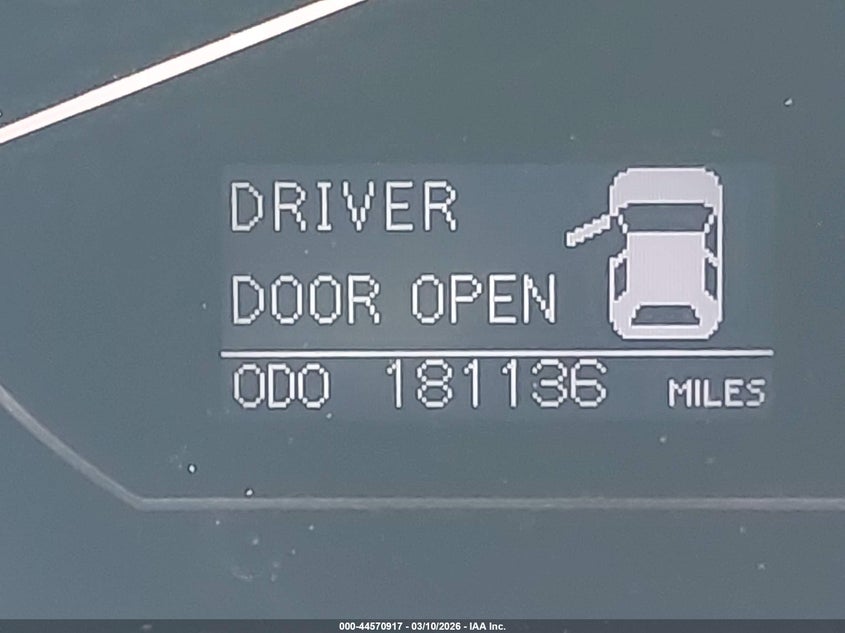 DRIVER
DOOR OPEN
ODO 181136 MILES
000-44570917 - 03/10/2026 - IAA Inc.